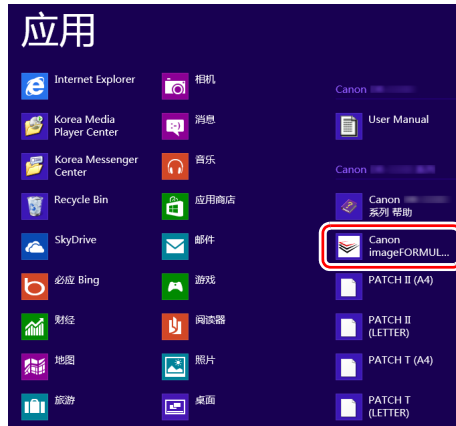 应用
Internet Explorer
Korea Media
Player Center
Korea Messenger
Center
Recycle Bin
SkyDrive
必应 Bing
财经
地图
旅游
相机
消息
音乐
应用商店
邮件
游戏
阅读器
照片
桌面
Canon
User Manual
Canon
Canon
系列 帮助
Canon
imageFORMUL...
PATCH II (A4)
PATCH II
(LETTER)
PATCH T (A4)
PATCH T
(LETTER)